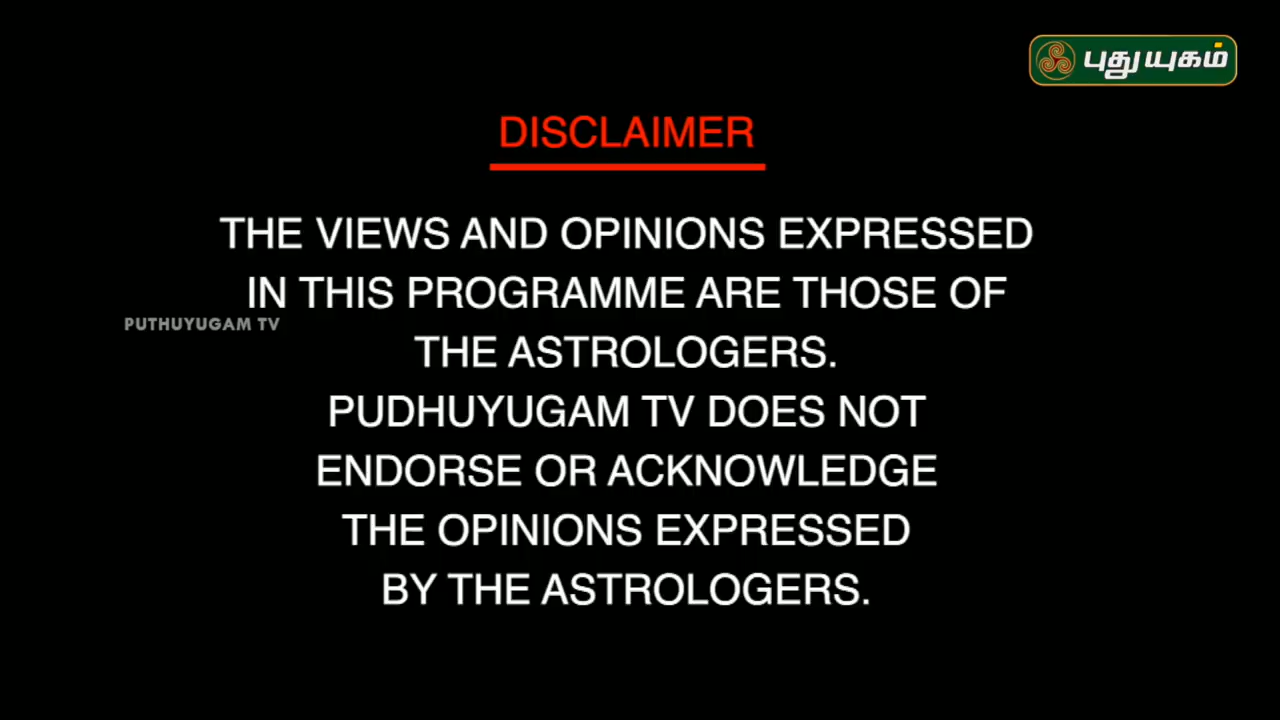 புதுயுகம்
DISCLAIMER
THE VIEWS AND OPINIONS EXPRESSED
IN THIS PROGRAMME ARE THOSE OF
PUTHUYUGAM TV
THE ASTROLOGERS.
PUDHUYUGAM TV DOES NOT
ENDORSE OR ACKNOWLEDGE
THE OPINIONS EXPRESSED
BY THE ASTROLOGERS.